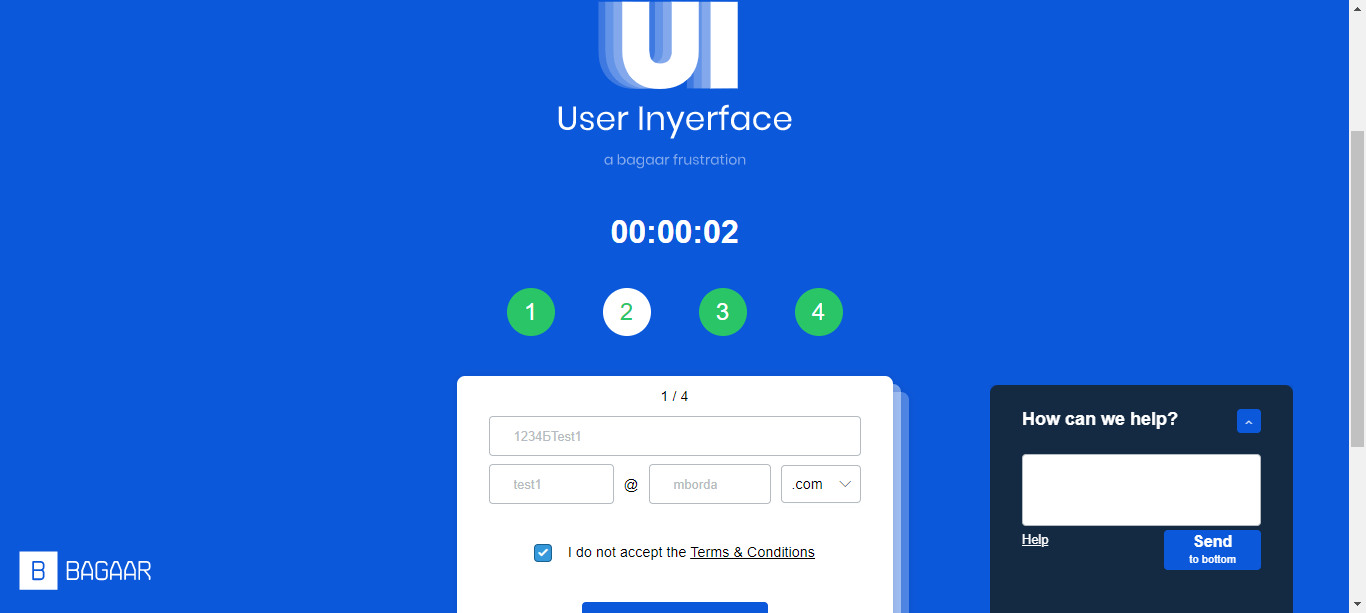 UI
User Inyerface
a bagaar frustration
00:00:02
1 2 3 4
1 / 4
1234БTest1
test1 @ mborda .com
I do not accept the Terms & Conditions
How can we help?
Help
Send
to bottom
B BAGAAR